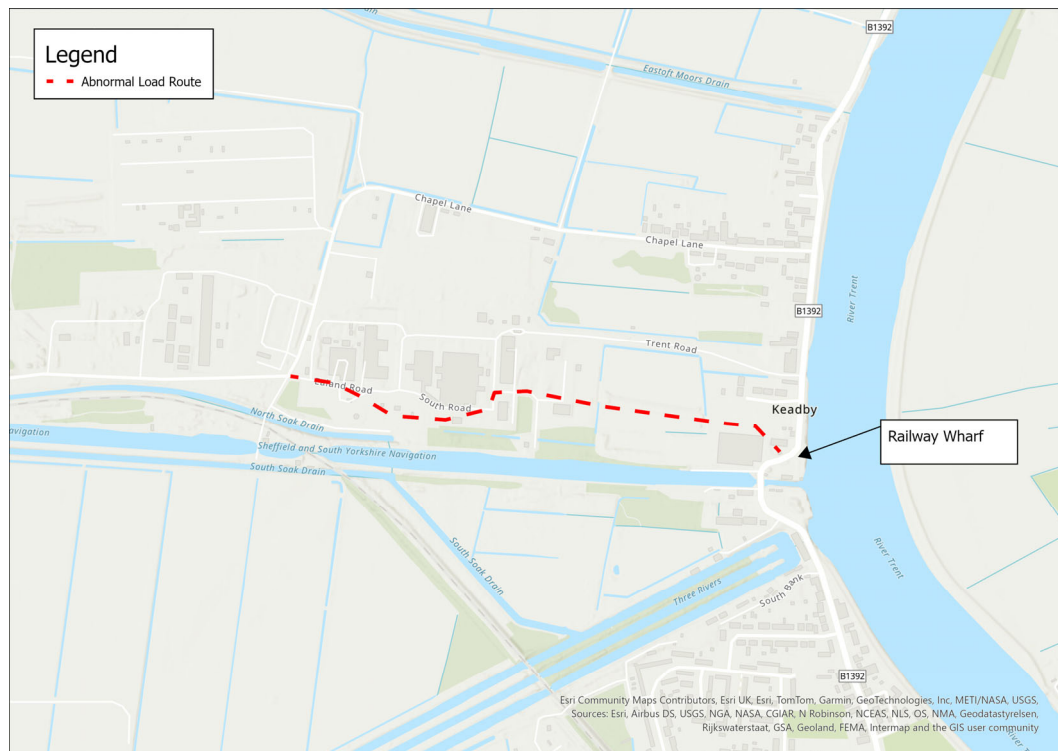 Legend
Abnormal Load Route
B1392
Eastoft Moors Drain
Chapel Lane
Chapel Lane
River Trent
B1392
Trent Road
Keadby
South Road
North Soak Drain
Railway Wharf
Navigation
Sheffield and South Yorkshire Navigation
South Soak Drain
South Soak Drain
River Trent
Three Rivers
South Bank
B1392
River Trent
Esri Community Maps Contributors, Esri UK, Esri, TomTom, Garmin, GeoTechnologies, Inc, METI/NASA, USGS,
Sources: Esri, Airbus DS, USGS, NGA, NASA, CGIAR, N Robinson, NCEAS, NLS, OS, NMA, Geodatastyrelsen,
Rijkswaterstaat, GSA, Geoland, FEMA, Intermap and the GIS user community